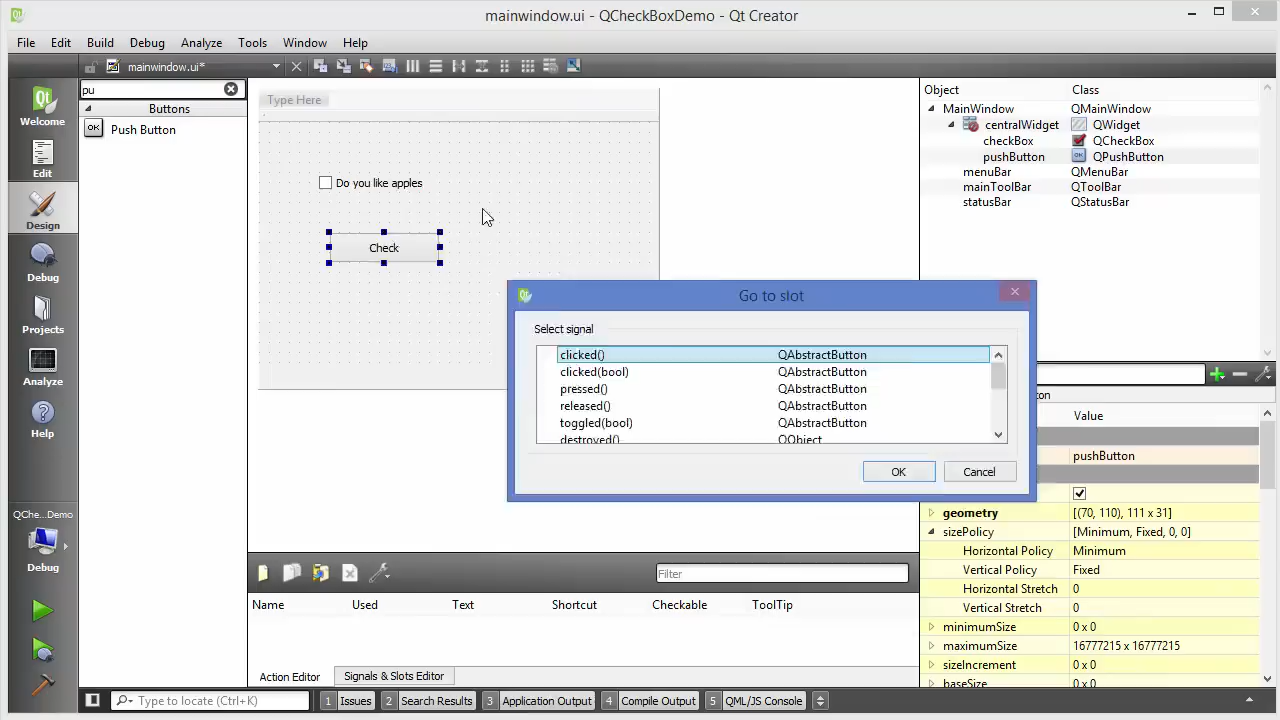 mainwindow.ui - QCheckBoxDemo - Qt Creator
File Edit Build Debug Analyze Tools Window Help
mainwindow.ui*
pu
Buttons
Push Button
Welcome
Edit
Design
Debug
Projects
Analyze
Help
QChe...Demo
Debug
Type Here
Do you like apples
Check
Object Class
MainWindow QMainWindow
centralWidget QWidget
checkBox QCheckBox
pushButton QPushButton
menuBar QMenuBar
mainToolBar QToolBar
statusBar QStatusBar
Go to slot
Select signal
clicked() QAbstractButton
clicked(bool) QAbstractButton
pressed() QAbstractButton
released() QAbstractButton
toggled(bool) QAbstractButton
destroyed() QObject
OK Cancel
Value
pushButton
geometry [(70, 110), 111 x 31]
sizePolicy [Minimum, Fixed, 0, 0]
Horizontal Policy Minimum
Vertical Policy Fixed
Horizontal Stretch 0
Vertical Stretch 0
minimumSize 0 x 0
maximumSize 16777215 x 16777215
sizeIncrement 0 x 0
baseSize 0 x 0
Filter
Name Used Text Shortcut Checkable ToolTip
Action Editor Signals & Slots Editor
Type to locate (Ctrl+K) 1 Issues 2 Search Results 3 Application Output 4 Compile Output 5 QML/JS Console